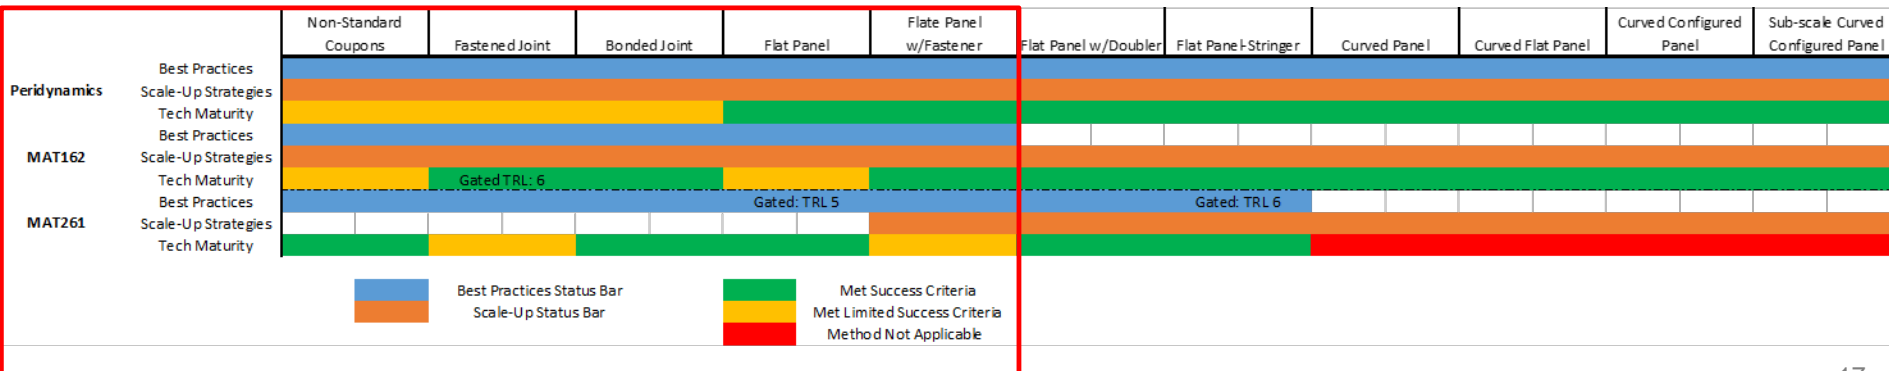 Non-Standard Coupons
Fastened Joint
Bonded Joint
Flat Panel
Flate Panel w/Fastener
Flat Panel w/Doubler
Flat Panel-Stringer
Curved Panel
Curved Flat Panel
Curved Configured Panel
Sub-scale Curved Configured Panel
Peridynamics
Best Practices
Scale-Up Strategies
Tech Maturity
MAT162
Best Practices
Scale-Up Strategies
Tech Maturity
Gated TRL: 6
MAT261
Best Practices
Gated: TRL 5
Gated: TRL 6
Scale-Up Strategies
Tech Maturity
Best Practices Status Bar
Scale-Up Status Bar
Met Success Criteria
Met Limited Success Criteria
Method Not Applicable